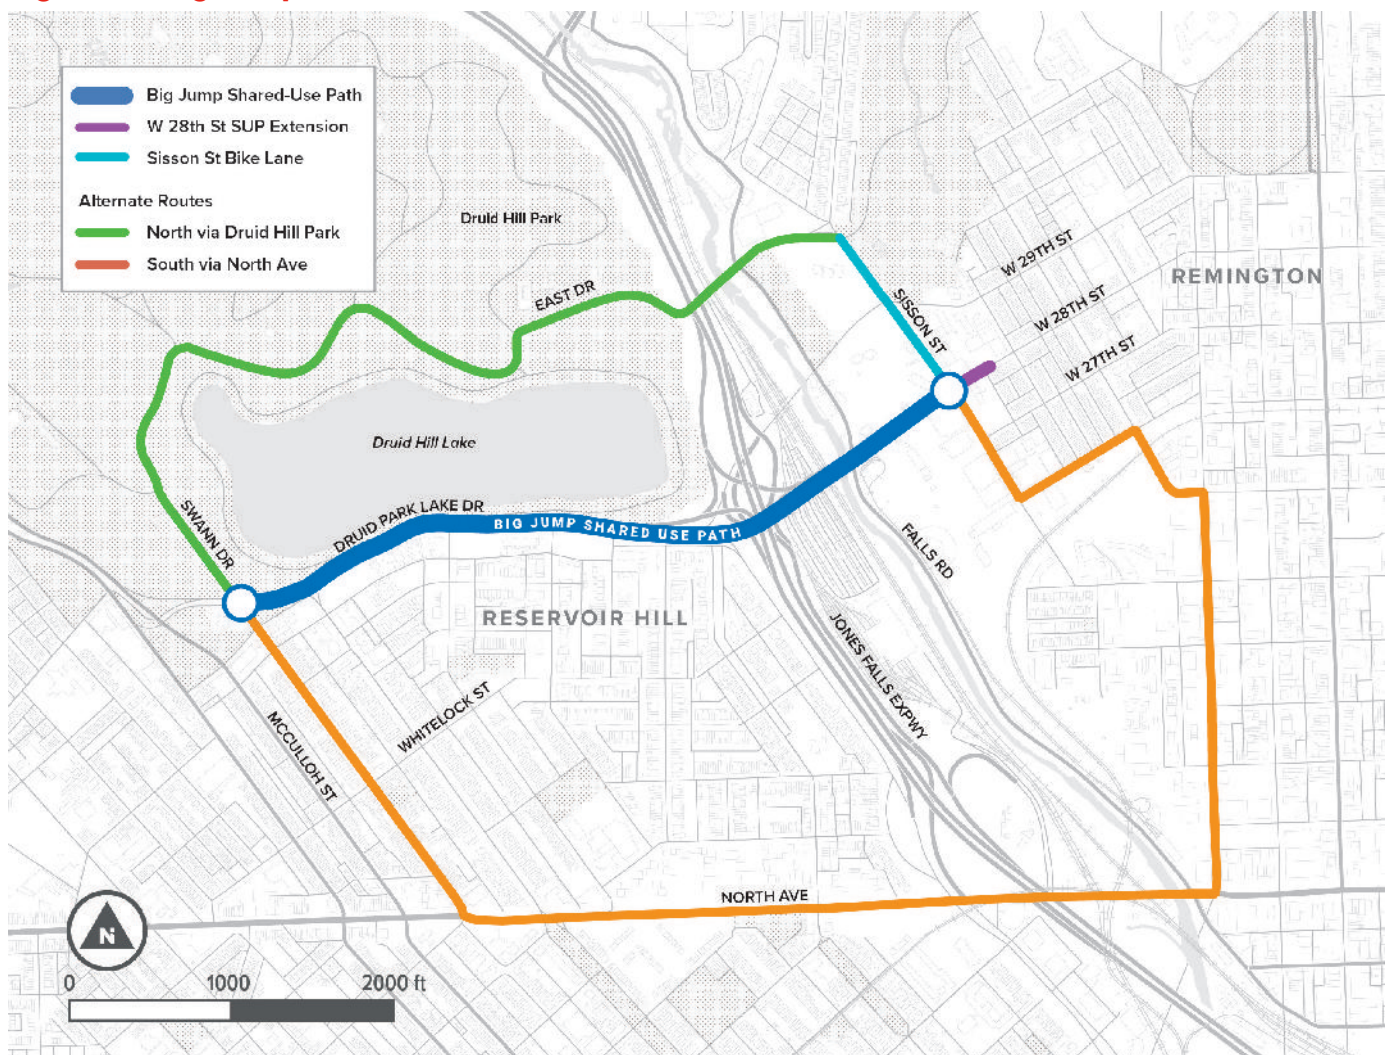 Big Jump Shared-Use Path
W 28th St SUP Extension
Sisson St Bike Lane
Alternate Routes
North via Druid Hill Park
South via North Ave
Druid Hill Park
W 29TH ST
REMINGTON
EAST DR
SISSON ST
W 28TH ST
W 27TH ST
Druid Hill Lake
SWANN DR
DRUID PARK LAKE DR
BIG JUMP SHARED USE PATH
FALLS RD
RESERVOIR HILL
JONES FALLS EXPWY
WHITELOCK ST
MCCULLOH ST
NORTH AVE
N
0 1000 2000 ft